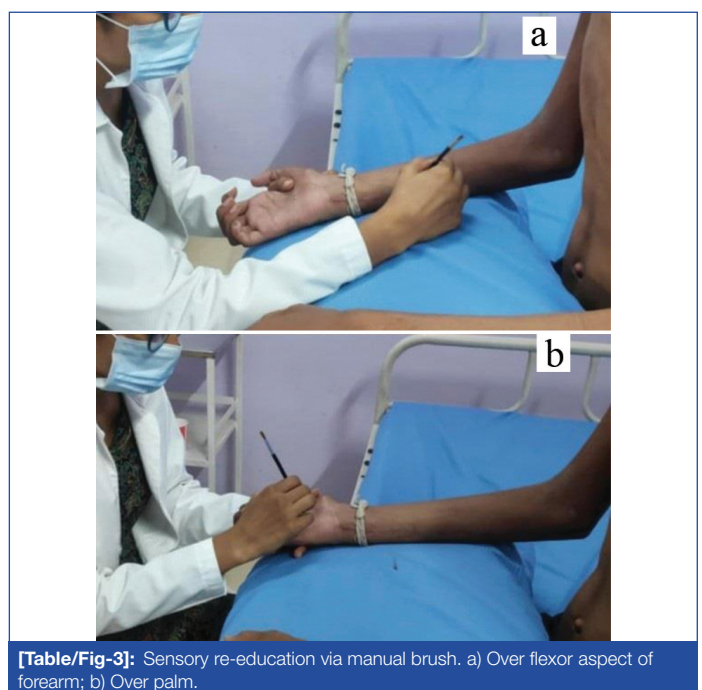 a
b
[Table/Fig-3]: Sensory re-education via manual brush. a) Over flexor aspect of
forearm; b) Over palm.